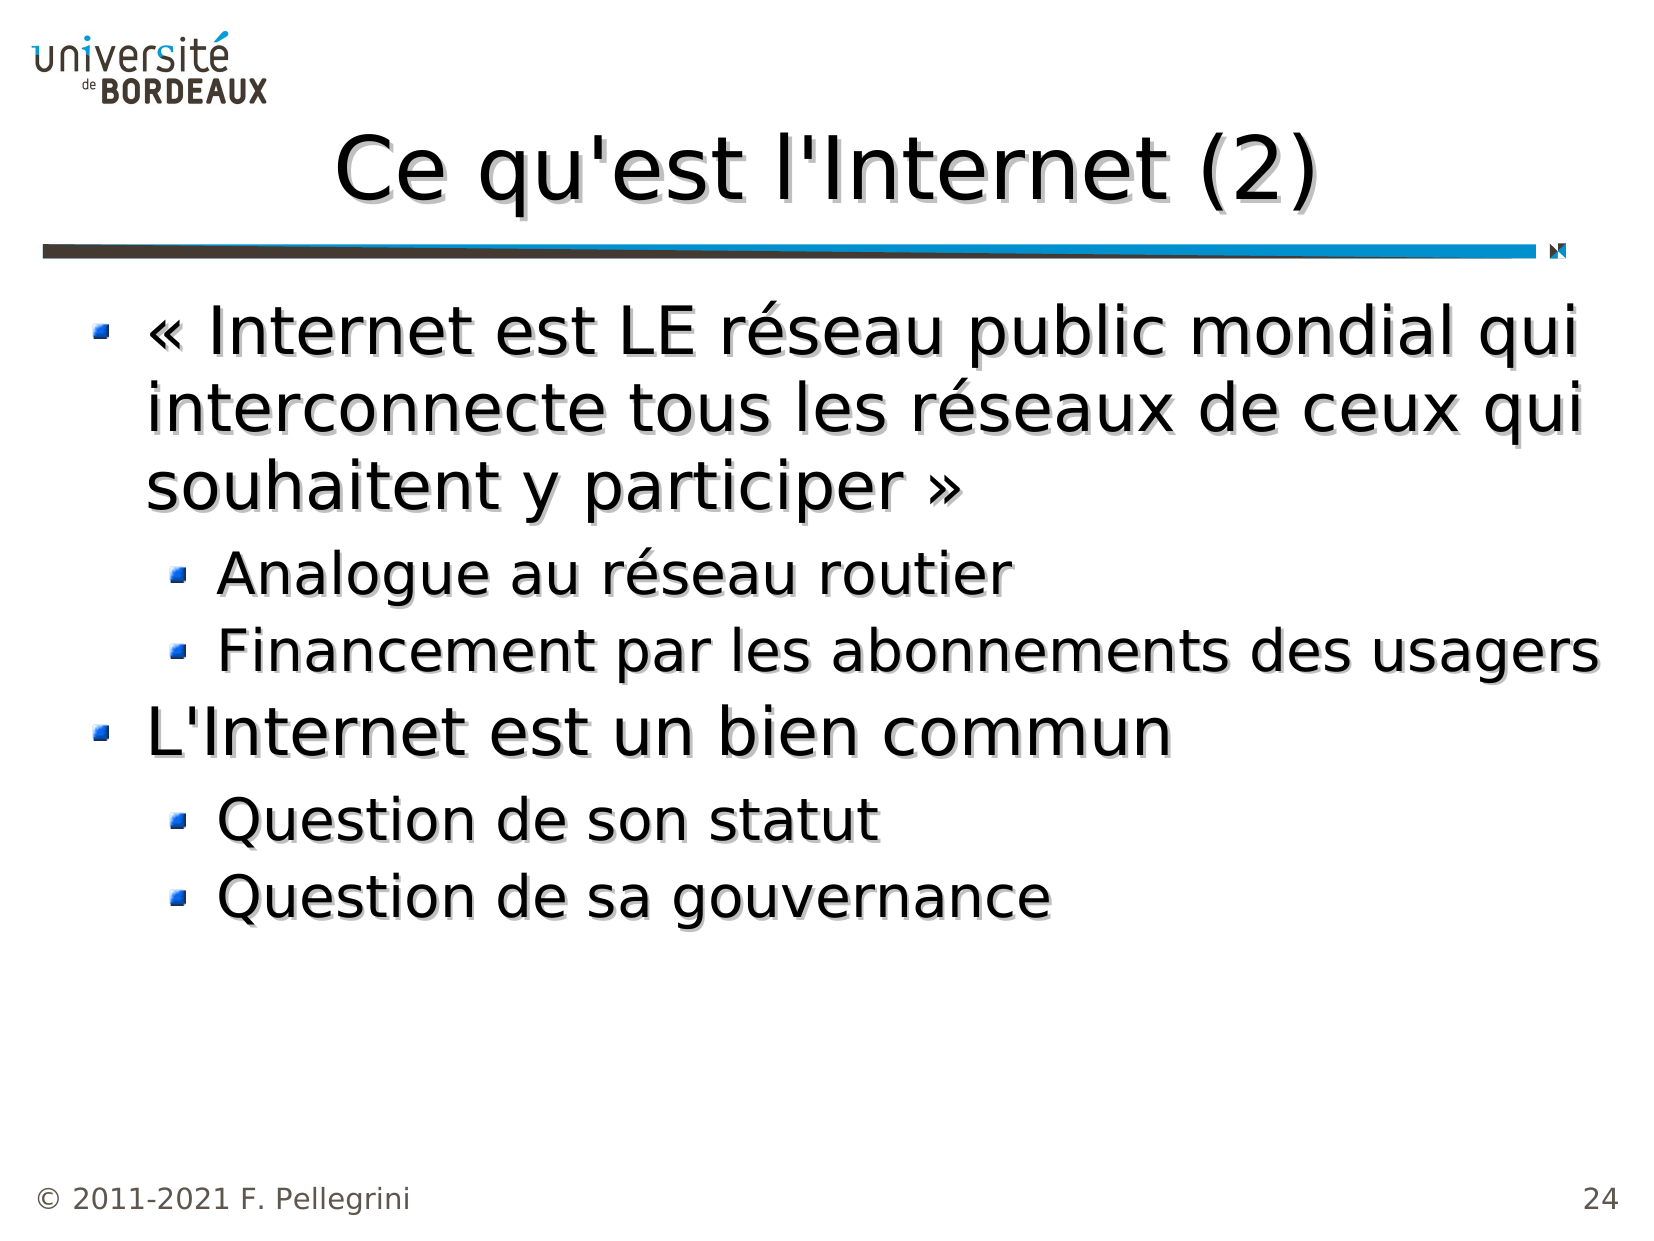 université
de BORDEAUX
Ce qu'est l'Internet (2)
« Internet est LE réseau public mondial qui
interconnecte tous les réseaux de ceux qui
souhaitent y participer »
Analogue au réseau routier
Financement par les abonnements des usagers
L'Internet est un bien commun
Question de son statut
Question de sa gouvernance
© 2011-2021 F. Pellegrini
24